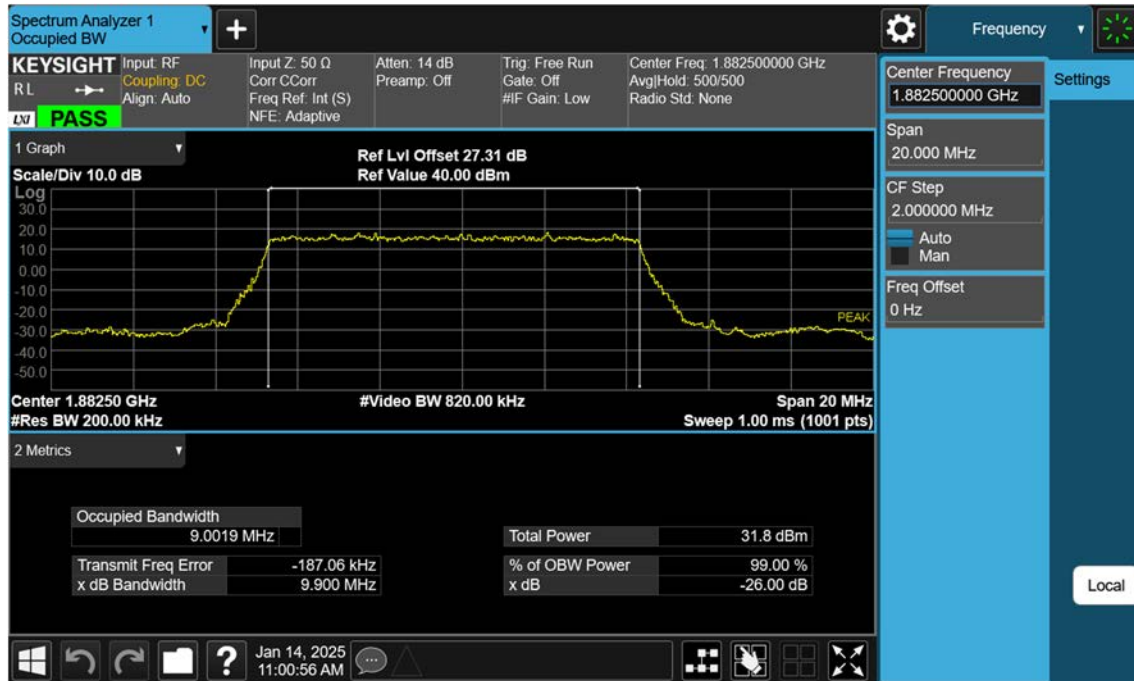 Spectrum Analyzer 1
Occupied BW
+
Frequency
KEYSIGHT
RL
LXI PASS
Input: RF
Coupling: DC
Align: Auto
Input Z: 50 Ω
Corr CCorr
Freq Ref: Int (S)
NFE: Adaptive
Atten: 14 dB
Preamp: Off
Trig: Free Run
Gate: Off
#IF Gain: Low
Center Freq: 1.882500000 GHz
Avg|Hold: 500/500
Radio Std: None
Center Frequency
1.882500000 GHz
Settings
Span
20.000 MHz
CF Step
2.000000 MHz
Auto
Man
Freq Offset
0 Hz
Local
1 Graph
Scale/Div 10.0 dB
Ref Lvl Offset 27.31 dB
Ref Value 40.00 dBm
Log
30.0
20.0
10.0
0.00
-10.0
-20.0
-30.0
-40.0
-50.0
PEAK
Center 1.88250 GHz
#Video BW 820.00 kHz
Span 20 MHz
#Res BW 200.00 kHz
Sweep 1.00 ms (1001 pts)
2 Metrics
Occupied Bandwidth
9.0019 MHz
Total Power 31.8 dBm
Transmit Freq Error -187.06 kHz
% of OBW Power 99.00 %
x dB Bandwidth 9.900 MHz
x dB -26.00 dB
?
Jan 14, 2025
11:00:56 AM